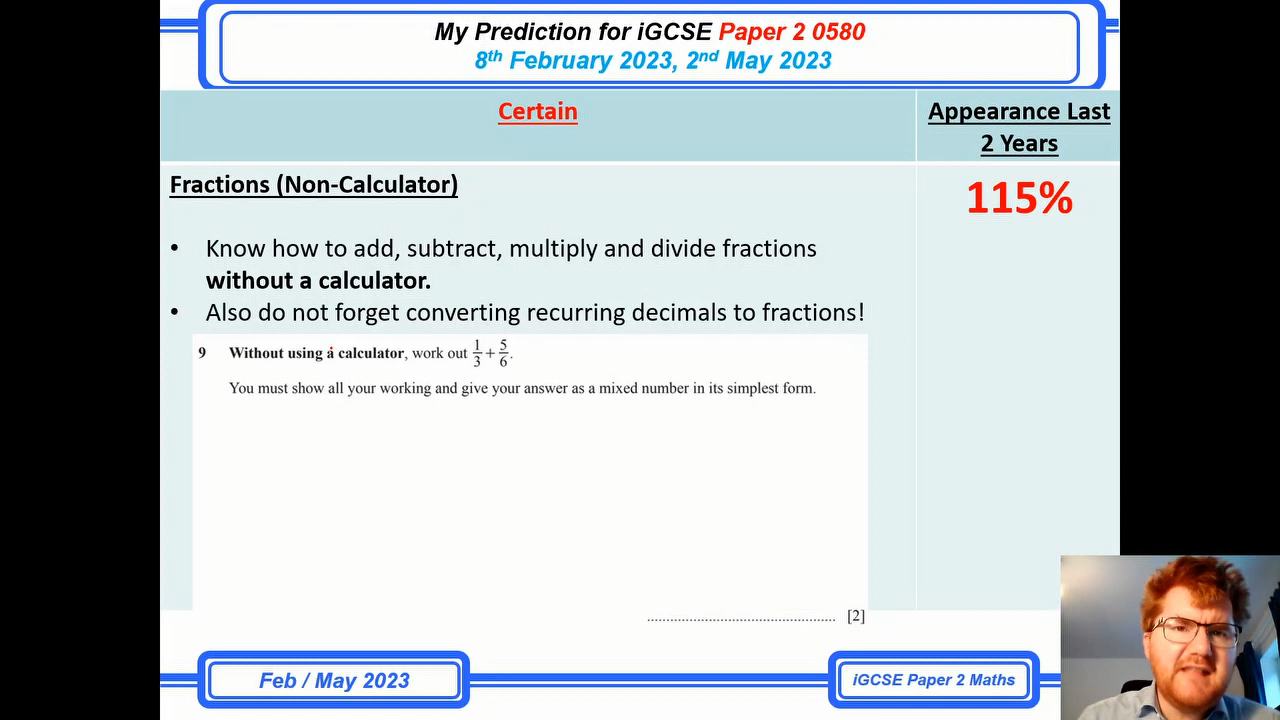 My Prediction for iGCSE Paper 2 0580
8th February 2023, 2nd May 2023
Certain
Appearance Last
2 Years
Fractions (Non-Calculator)
115%
• Know how to add, subtract, multiply and divide fractions
without a calculator.
• Also do not forget converting recurring decimals to fractions!
9 Without using a calculator, work out 1/3 + 5/6.
You must show all your working and give your answer as a mixed number in its simplest form.
................................................ [2]
Feb / May 2023
iGCSE Paper 2 Maths